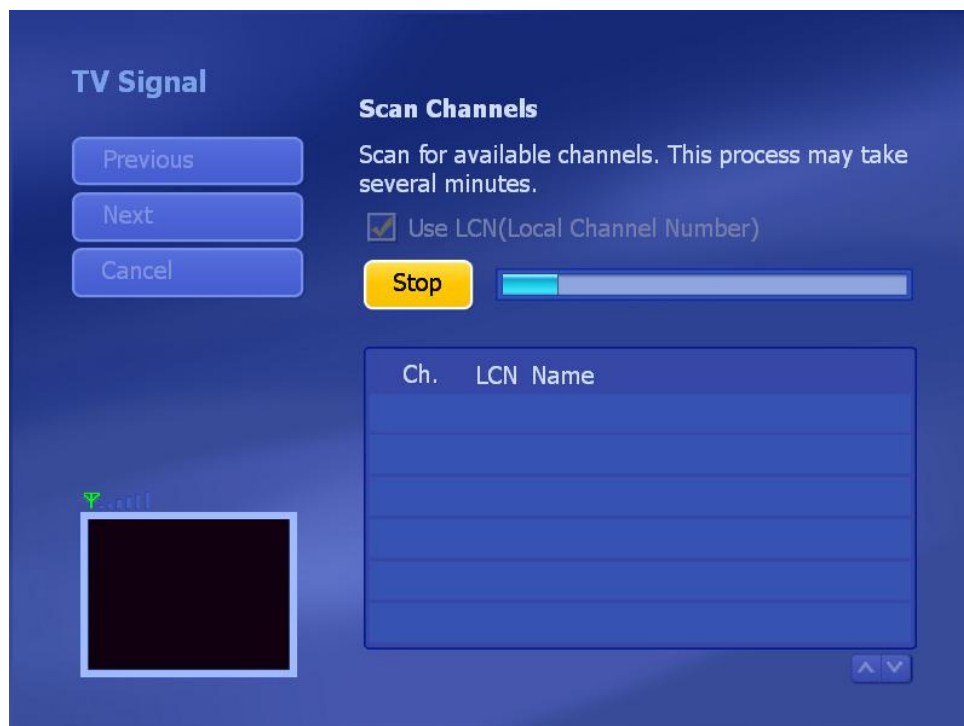 TV Signal
Previous
Next
Cancel
Scan Channels
Scan for available channels. This process may take
several minutes.
Use LCN(Local Channel Number)
Stop
Ch. LCN Name